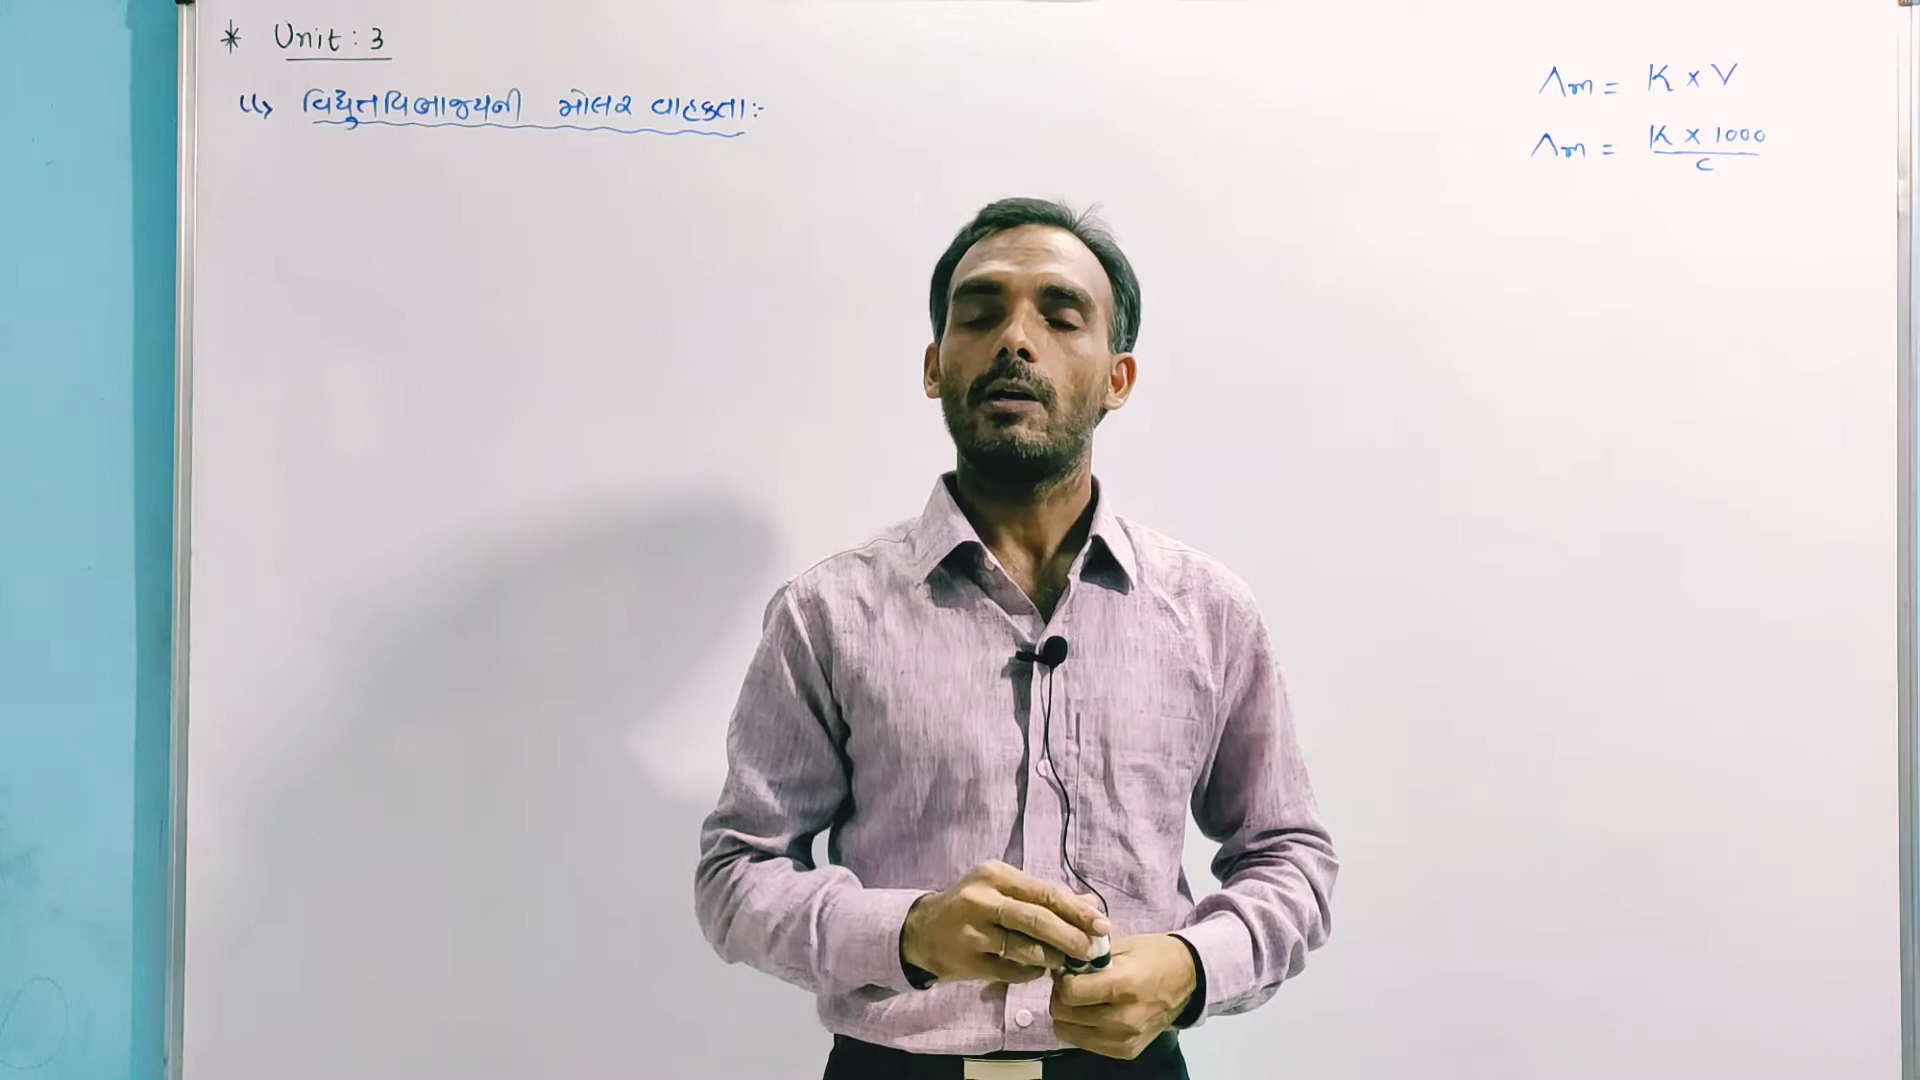 * Unit : 3
⇒ વિદ્યુતવિભાજ્યની મોલર વાહકતા :-
Λm = K × V
Λm = K × 1000 / C